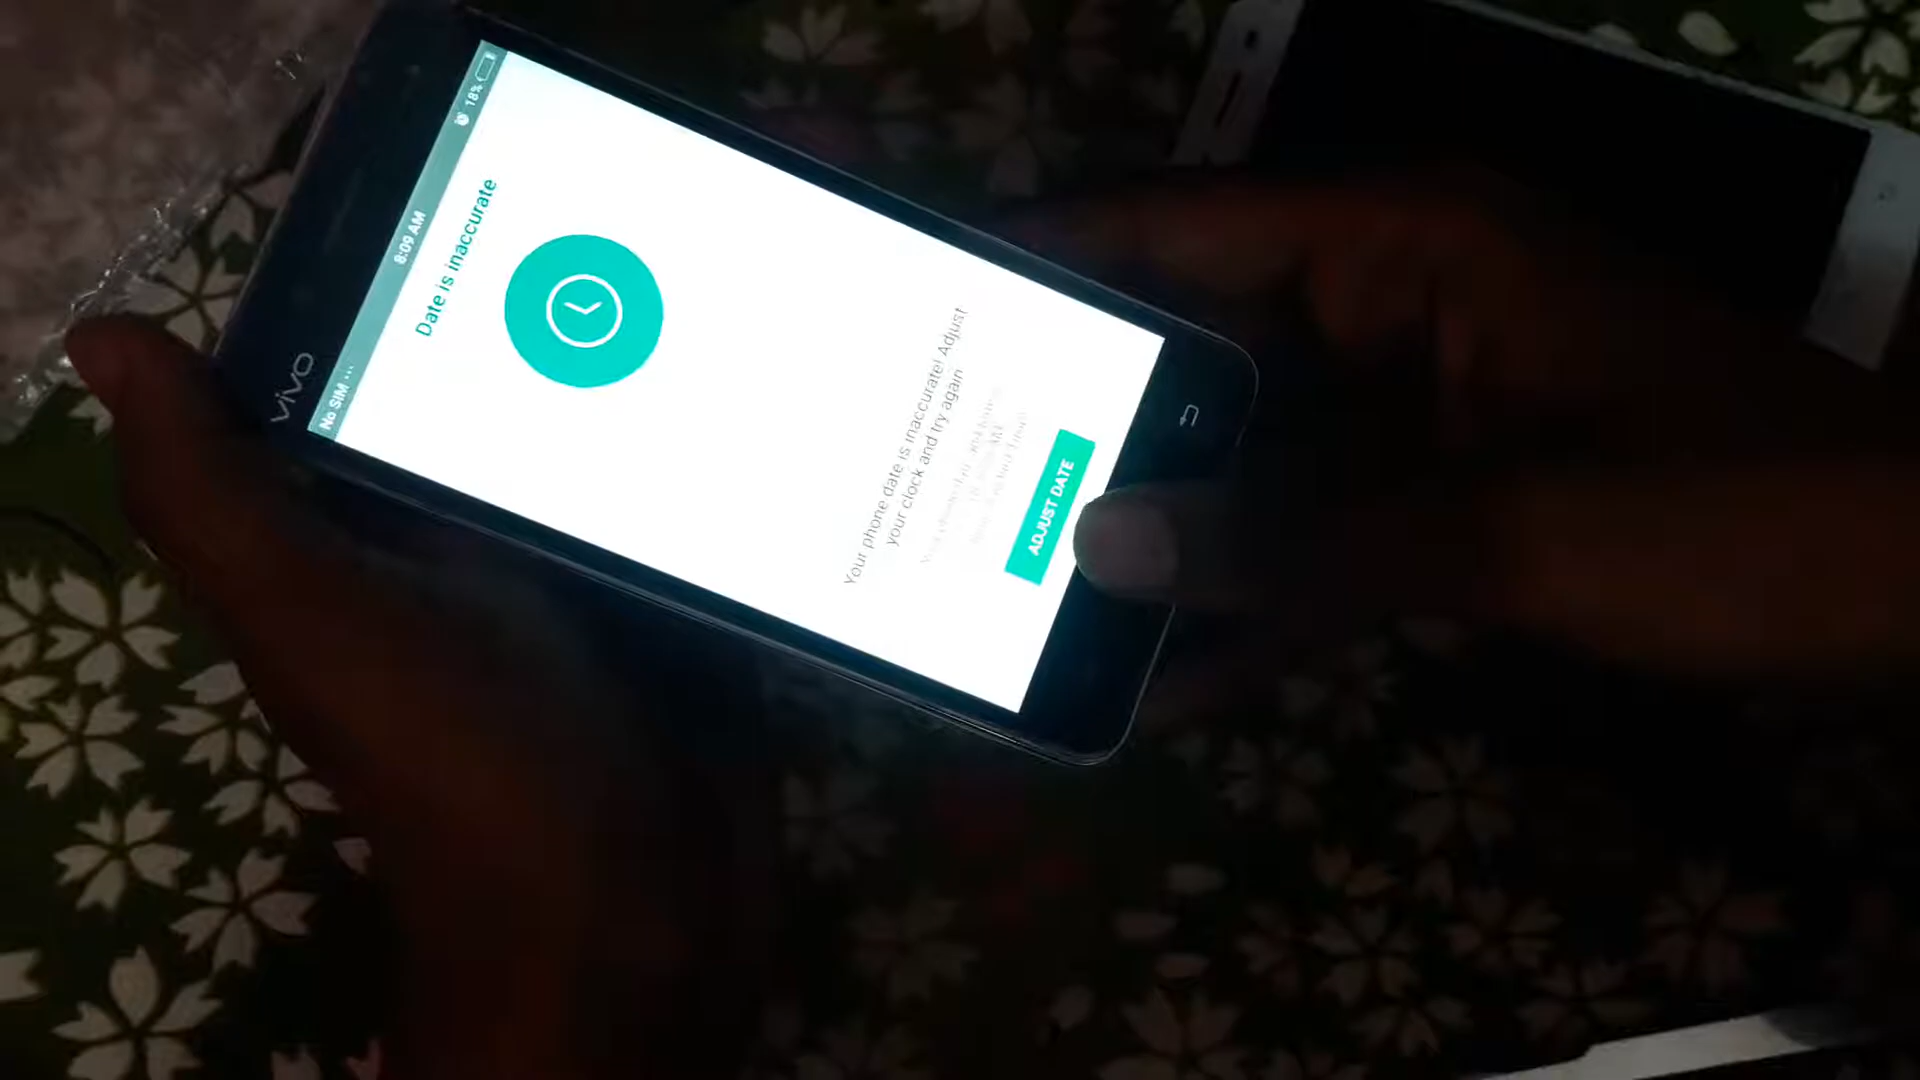 vivo
No SIM ...
8:09 AM
18%
Date is inaccurate
Your phone date is inaccurate! Adjust
your clock and try again
ADJUST DATE